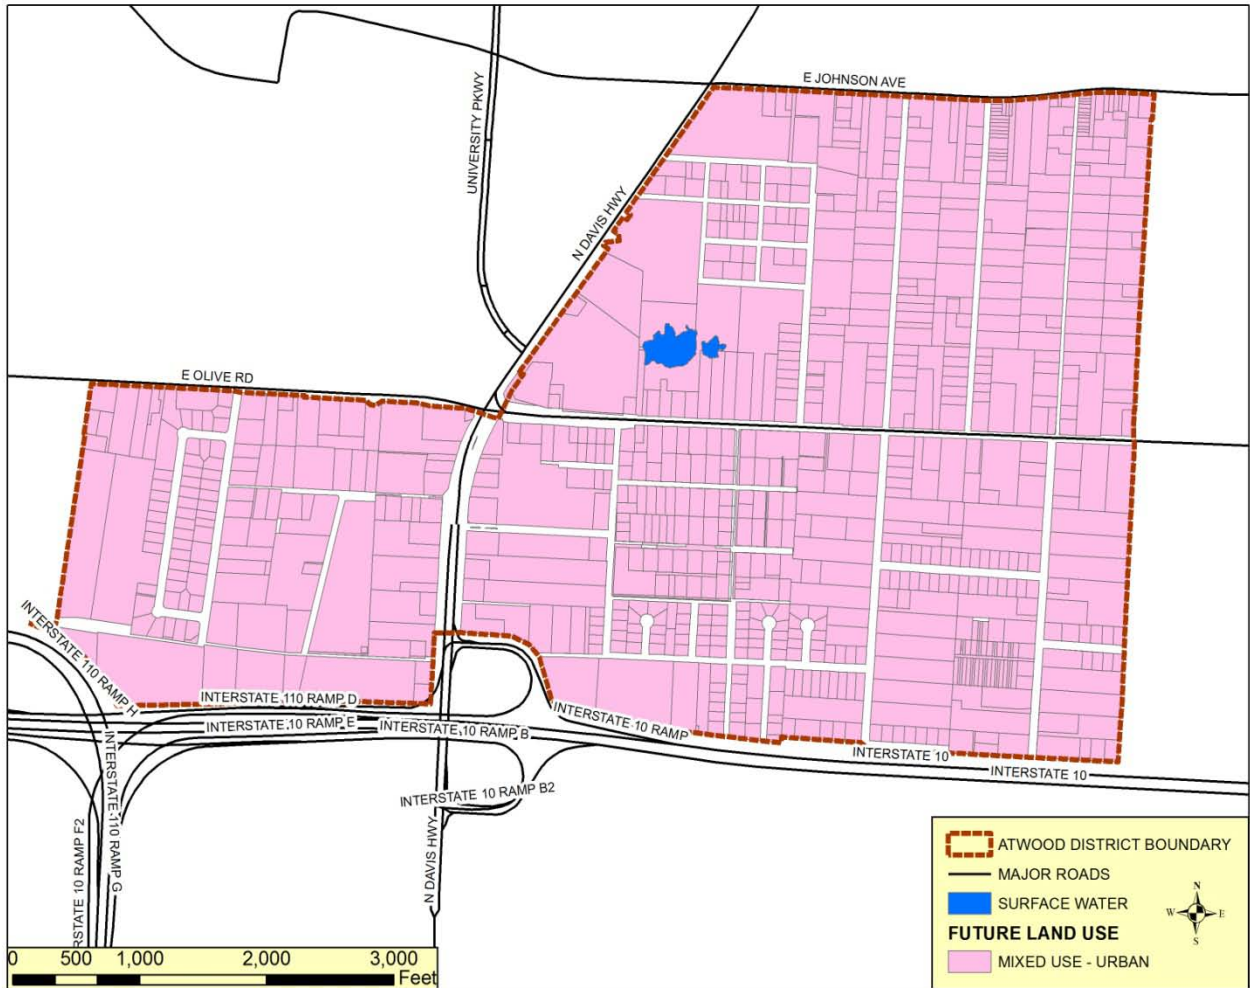 E JOHNSON AVE
UNIVERSITY PKWY
N DAVIS HWY
E OLIVE RD
INTERSTATE 110 RAMP H
INTERSTATE 110 RAMP D
INTERSTATE 10 RAMP E
INTERSTATE 10 RAMP B
INTERSTATE 10 RAMP
INTERSTATE 10
INTERSTATE 10
INTERSTATE 10 RAMP B2
INTERSTATE 110 RAMP G
RSTATE 10 RAMP F2
N DAVIS HWY
ATWOOD DISTRICT BOUNDARY
MAJOR ROADS
SURFACE WATER
FUTURE LAND USE
MIXED USE - URBAN
N
W E
S
0 500 1,000 2,000 3,000
Feet